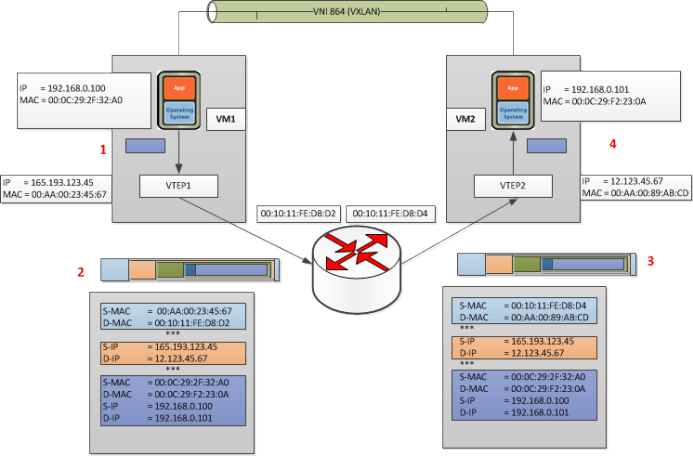 VNI 864 (VXLAN)
IP = 192.168.0.100
MAC = 00:0C:29:2F:32:A0
App
Operating
System
VM1
1
VTEP1
IP = 165.193.123.45
MAC = 00:AA:00:23:45:67
App
Operating
System
VM2
IP = 192.168.0.101
MAC = 00:0C:29:F2:23:0A
4
VTEP2
IP = 12.123.45.67
MAC = 00:AA:00:89:AB:CD
00:10:11:FE:D8:D2
00:10:11:FE:D8:D4
2
S-MAC = 00:AA:00:23:45:67
D-MAC = 00:10:11:FE:D8:D2
***
S-IP = 165.193.123.45
D-IP = 12.123.45.67
***
S-MAC = 00:0C:29:2F:32:A0
D-MAC = 00:0C:29:F2:23:0A
S-IP = 192.168.0.100
D-IP = 192.168.0.101
3
S-MAC = 00:10:11:FE:D8:D4
D-MAC = 00:AA:00:89:AB:CD
***
S-IP = 165.193.123.45
D-IP = 12.123.45.67
***
S-MAC = 00:0C:29:2F:32:A0
D-MAC = 00:0C:29:F2:23:0A
S-IP = 192.168.0.100
D-IP = 192.168.0.101